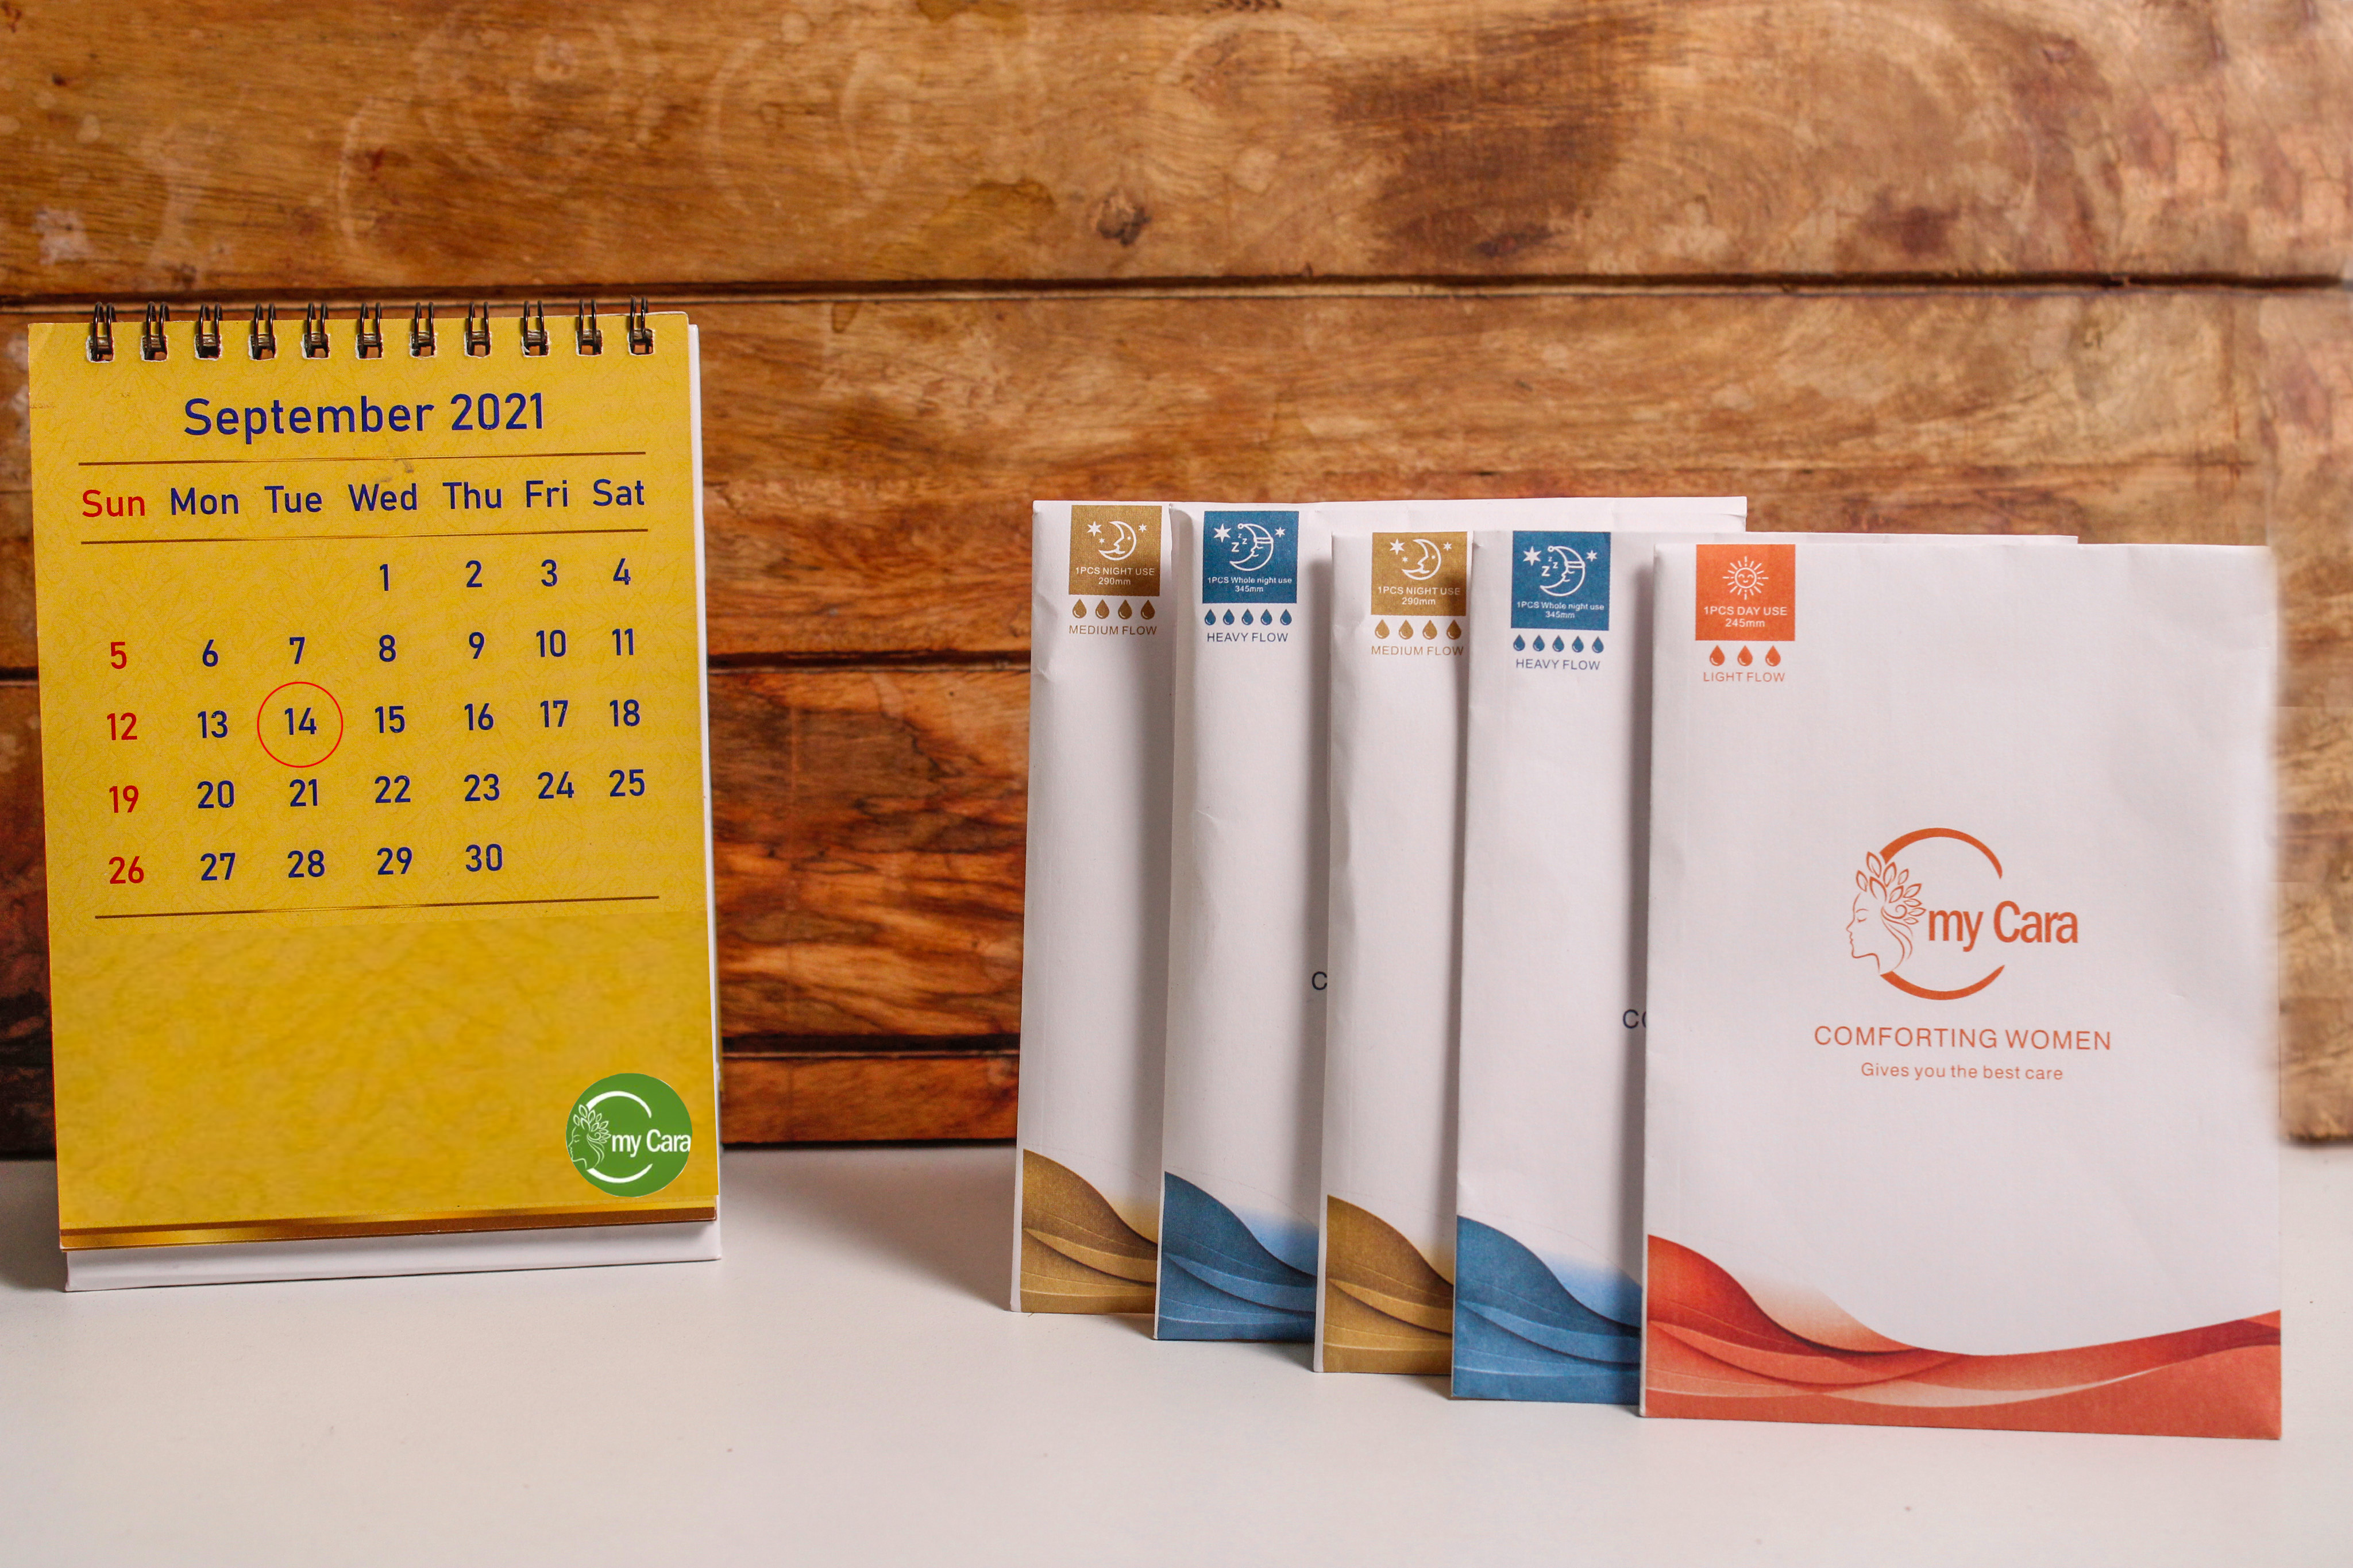 September 2021
Sun Mon Tue Wed Thu Fri Sat
1 2 3 4
5 6 7 8 9 10 11
12 13 14 15 16 17 18
19 20 21 22 23 24 25
26 27 28 29 30
my Cara
1PCS NIGHT USE
290mm
MEDIUM FLOW
1PCS Whole night use
345mm
HEAVY FLOW
C
1PCS NIGHT USE
290mm
MEDIUM FLOW
1PCS Whole night use
345mm
HEAVY FLOW
CO
1PCS DAY USE
245mm
LIGHT FLOW
my Cara
COMFORTING WOMEN
Gives you the best care